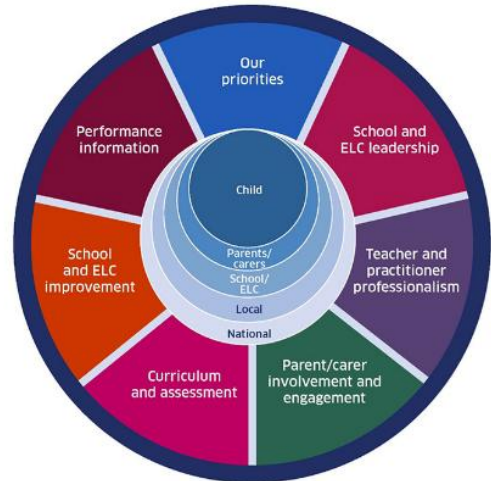 Our
priorities
School and
ELC leadership
Teacher and
practitioner
professionalism
Parent/carer
involvement and
engagement
Curriculum
and assessment
School
and ELC
improvement
Performance
information
Child
Parents/
carers
School/
ELC
Local
National